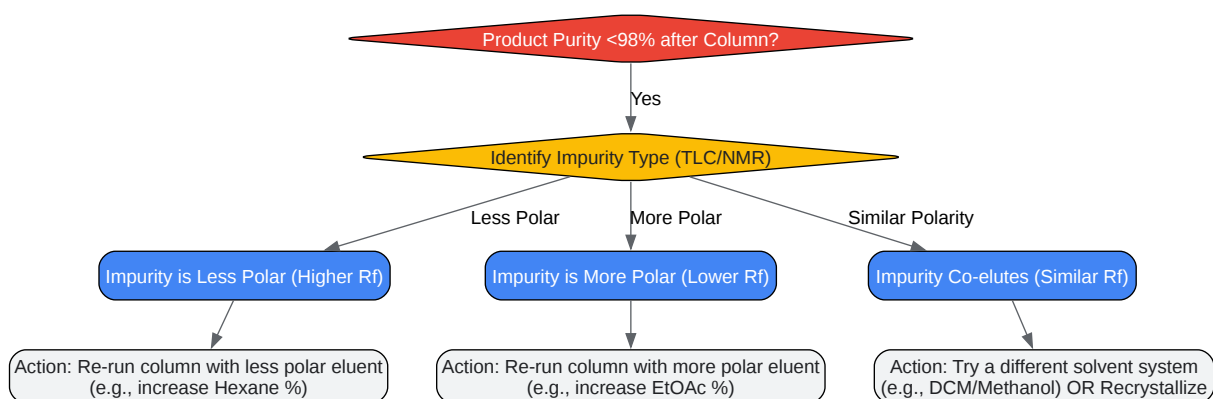 Product Purity <98% after Column?
Yes
Identify Impurity Type (TLC/NMR)
Less Polar
More Polar
Similar Polarity
Impurity is Less Polar (Higher Rf)
Impurity is More Polar (Lower Rf)
Impurity Co-elutes (Similar Rf)
Action: Re-run column with less polar eluent
(e.g., increase Hexane %)
Action: Re-run column with more polar eluent
(e.g., increase EtOAc %)
Action: Try a different solvent system
(e.g., DCM/Methanol) OR Recrystallize